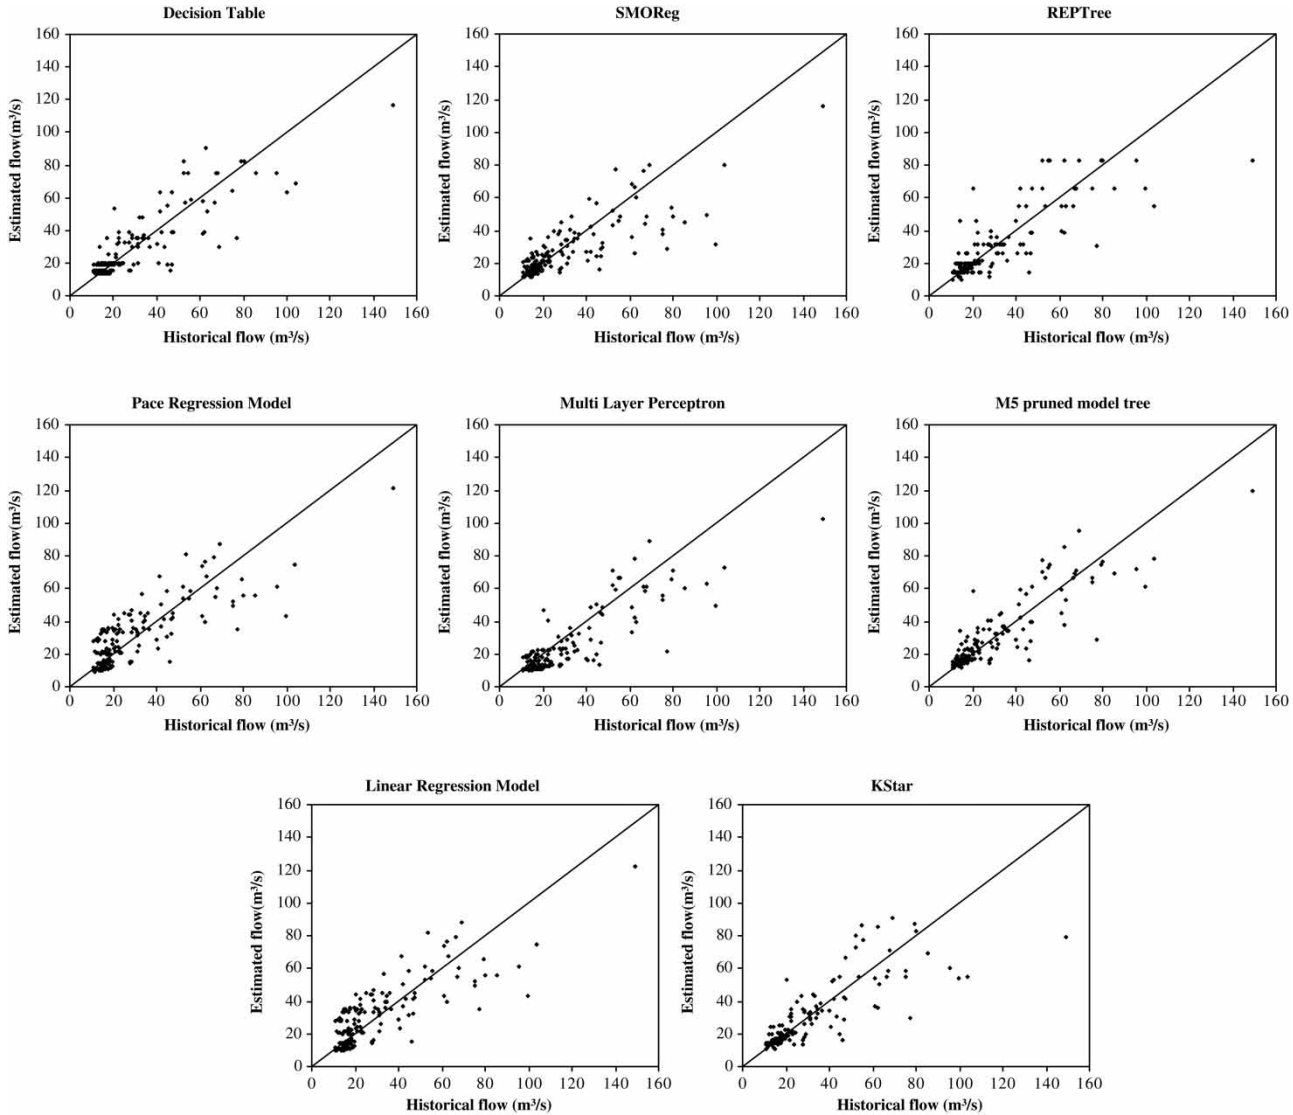 Decision Table
SMOReg
REPTree
160
140
120
100
80
60
40
20
0
Estimated flow(m³/s)
0 20 40 60 80 100 120 140 160
Historical flow (m³/s)
160
140
120
100
80
60
40
20
0
Estimated flow(m³/s)
0 20 40 60 80 100 120 140 160
Historical flow (m³/s)
160
140
120
100
80
60
40
20
0
Estimated flow(m³/s)
0 20 40 60 80 100 120 140 160
Historical flow (m³/s)
Pace Regression Model
Multi Layer Perceptron
M5 pruned model tree
160
140
120
100
80
60
40
20
0
Estimated flow(m³/s)
0 20 40 60 80 100 120 140 160
Historical flow (m³/s)
160
140
120
100
80
60
40
20
0
Estimated flow(m³/s)
0 20 40 60 80 100 120 140 160
Historical flow (m³/s)
160
140
120
100
80
60
40
20
0
Estimated flow(m³/s)
0 20 40 60 80 100 120 140 160
Historical flow (m³/s)
Linear Regression Model
KStar
160
140
120
100
80
60
40
20
0
Estimated flow(m³/s)
0 20 40 60 80 100 120 140 160
Historical flow (m³/s)
160
140
120
100
80
60
40
20
0
Estimated flow(m³/s)
0 20 40 60 80 100 120 140 160
Historical flow (m³/s)